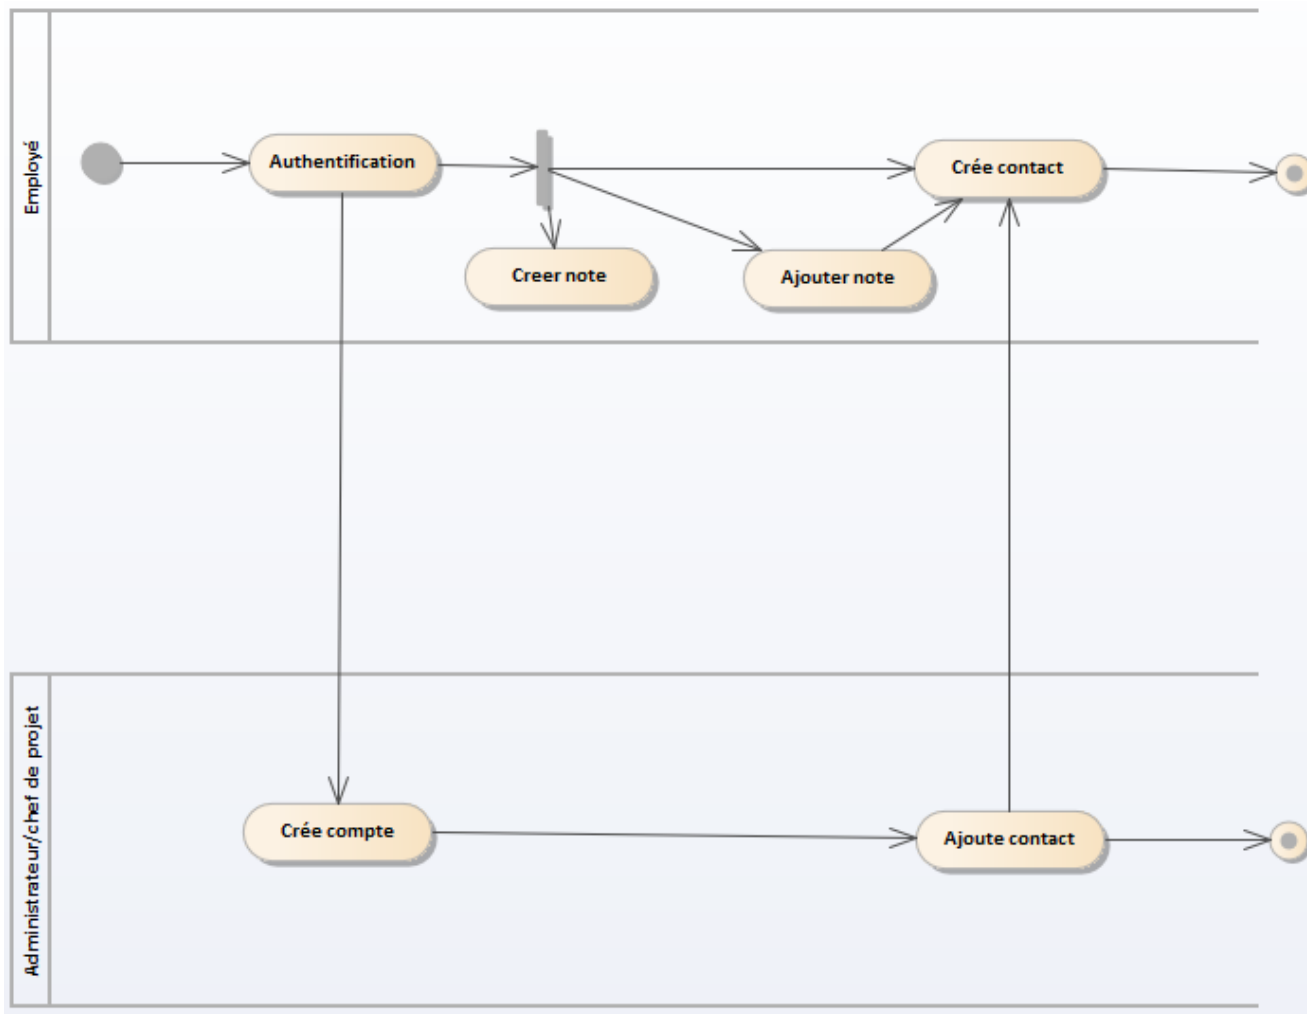 Employé
Authentification
Crée contact
Creer note
Ajouter note
Administrateur/chef de projet
Crée compte
Ajoute contact